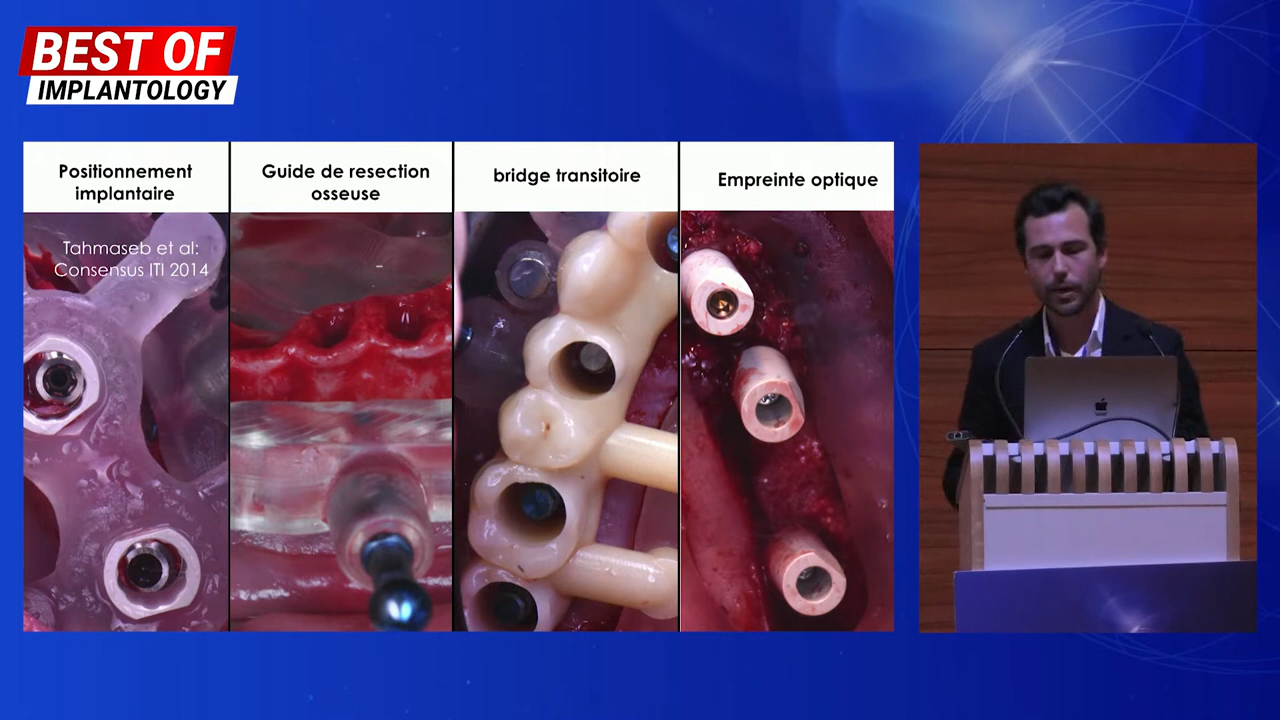 BEST OF
IMPLANTOLOGY
Positionnement
implantaire
Guide de resection
osseuse
bridge transitoire
Empreinte optique
Tahmaseb et al:
Consensus ITI 2014